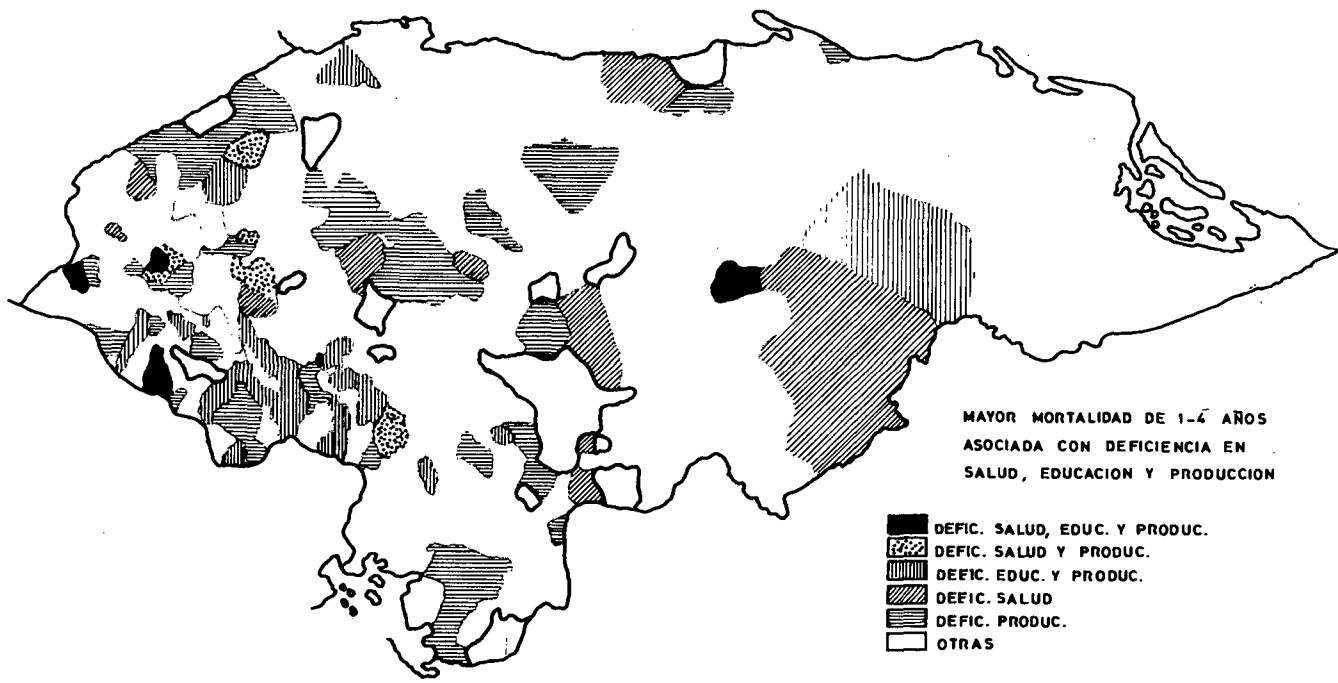 MAYOR MORTALIDAD DE 1-4 AÑOS
ASOCIADA CON DEFICIENCIA EN
SALUD, EDUCACION Y PRODUCCION
DEFIC. SALUD, EDUC. Y PRODUC.
DEFIC. SALUD Y PRODUC.
DEFIC. EDUC. Y PRODUC.
DEFIC. SALUD
DEFIC. PRODUC.
OTRAS